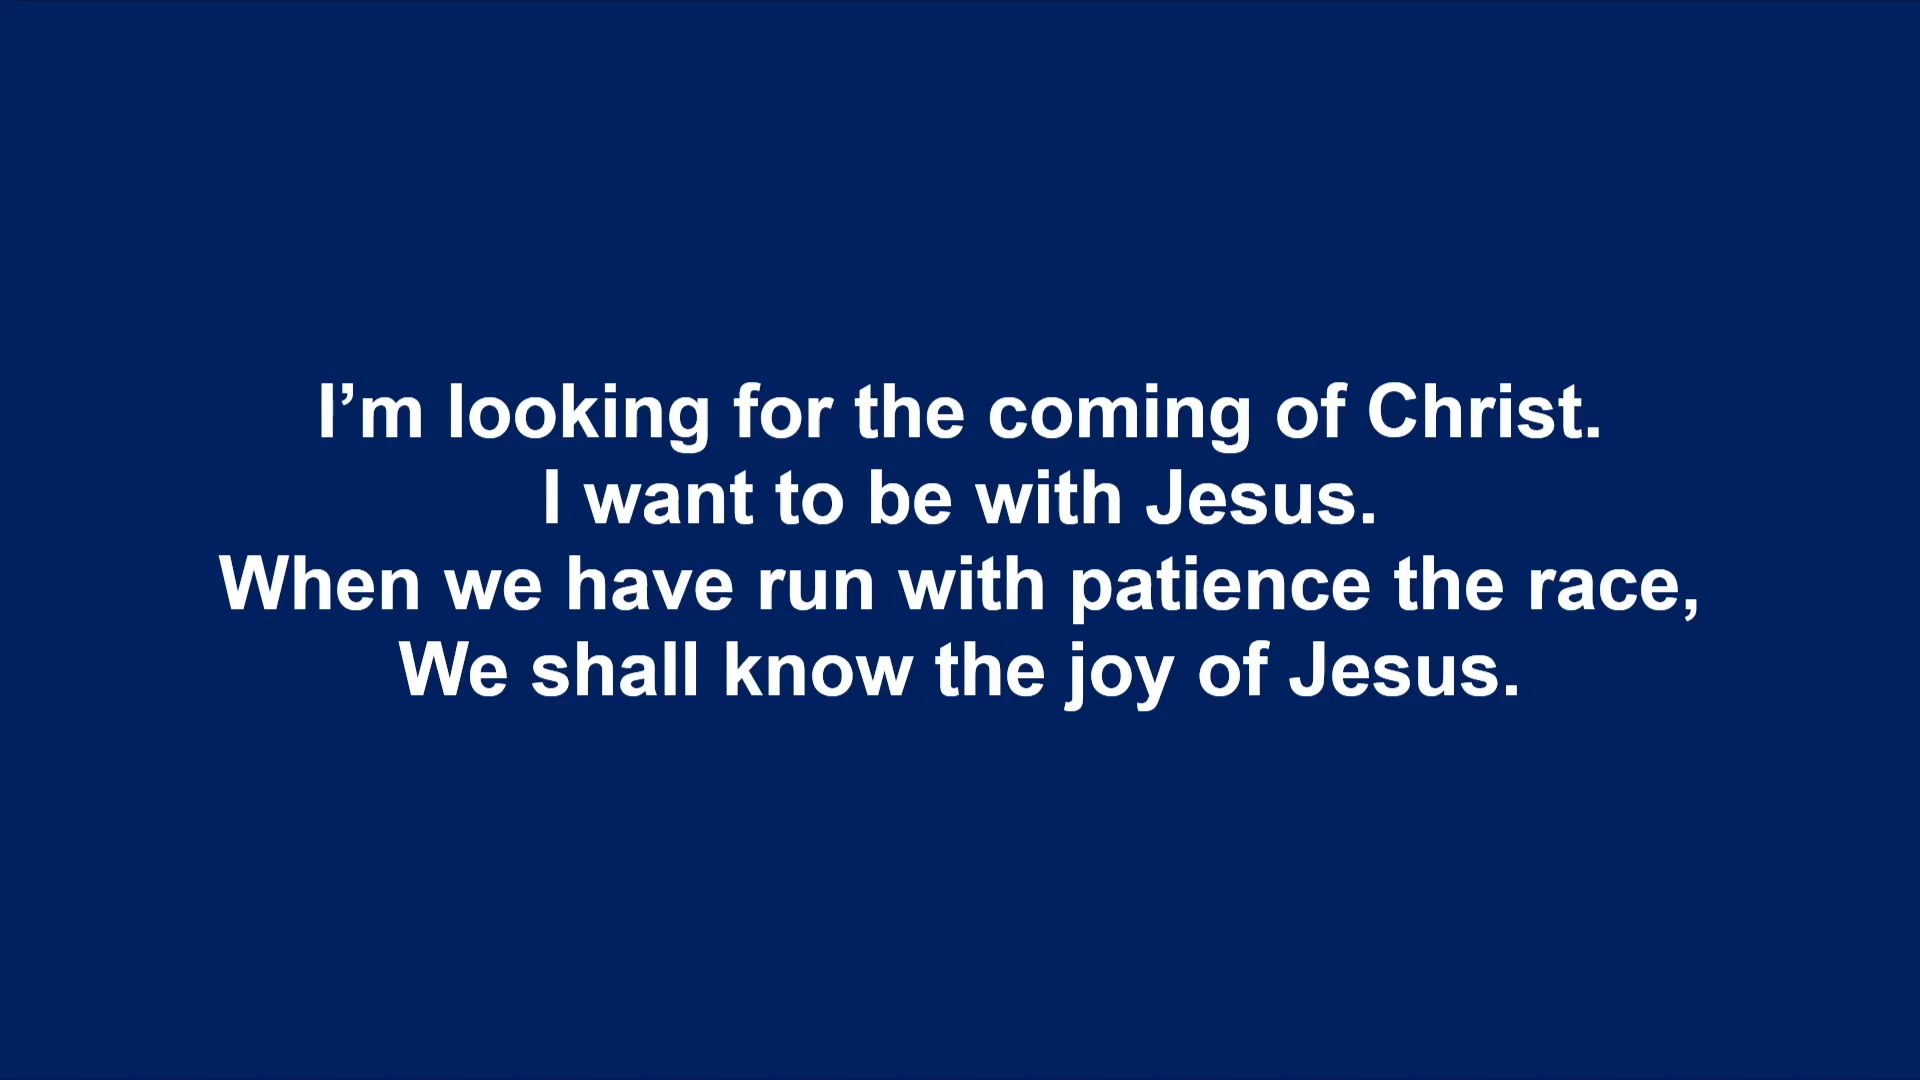 I’m looking for the coming of Christ.
I want to be with Jesus.
When we have run with patience the race,
We shall know the joy of Jesus.